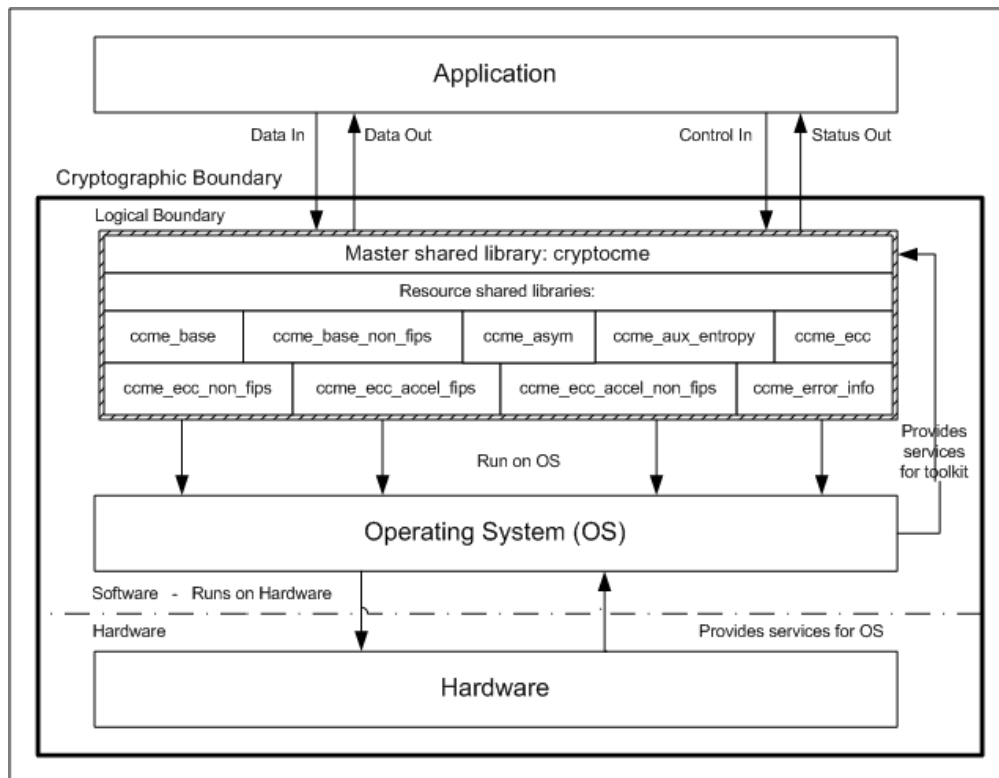 Application
Data In
Data Out
Control In
Status Out
Cryptographic Boundary
Logical Boundary
Master shared library: cryptocme
Resource shared libraries:
ccme_base
ccme_base_non_fips
ccme_asym
ccme_aux_entropy
ccme_ecc
ccme_ecc_non_fips
ccme_ecc_accel_fips
ccme_ecc_accel_non_fips
ccme_error_info
Run on OS
Provides
services
for toolkit
Operating System (OS)
Software - Runs on Hardware
Hardware
Provides services for OS
Hardware